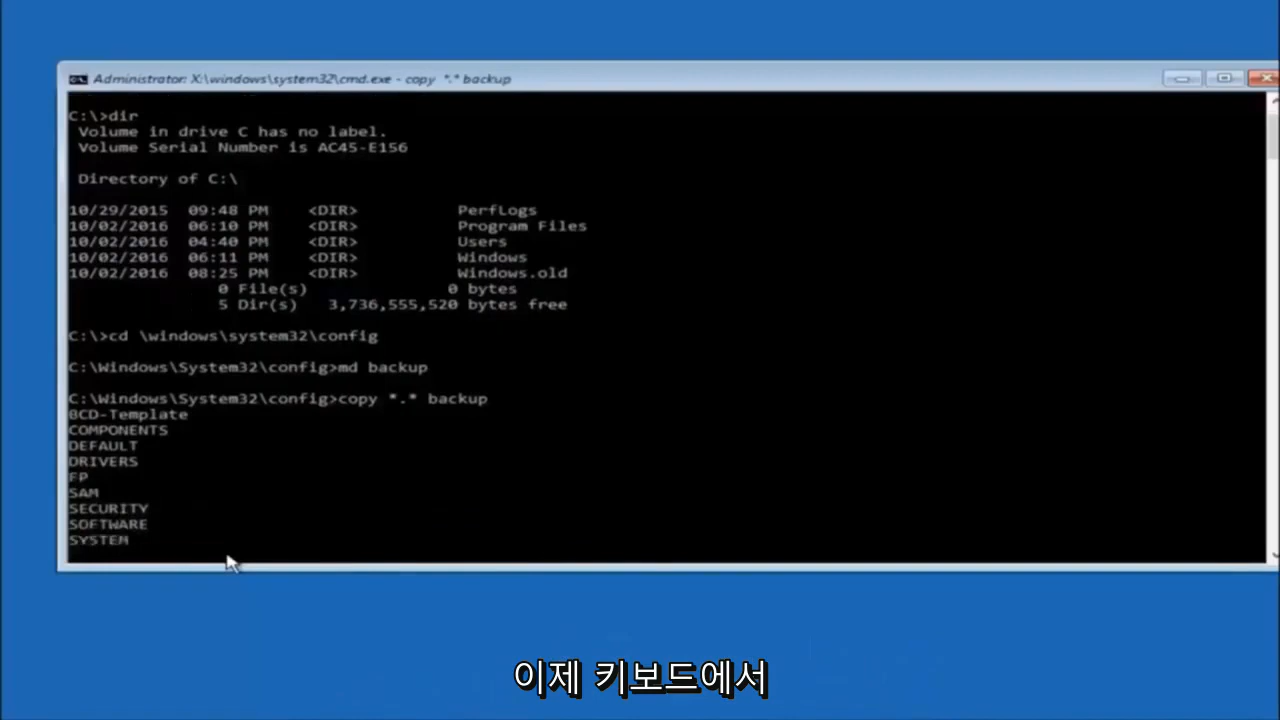 Administrator: X:\windows\system32\cmd.exe - copy *.* backup
C:\>dir
Volume in drive C has no label.
Volume Serial Number is AC45-E156
Directory of C:\
10/29/2015 09:48 PM <DIR> PerfLogs
10/02/2016 06:10 PM <DIR> Program Files
10/02/2016 04:40 PM <DIR> Users
10/02/2016 06:11 PM <DIR> Windows
10/02/2016 08:25 PM <DIR> Windows.old
0 File(s) 0 bytes
5 Dir(s) 3,736,555,520 bytes free
C:\>cd \windows\system32\config
C:\Windows\System32\config>md backup
C:\Windows\System32\config>copy *.* backup
BCD-Template
COMPONENTS
DEFAULT
DRIVERS
FP
SAM
SECURITY
SOFTWARE
SYSTEM
이제 키보드에서